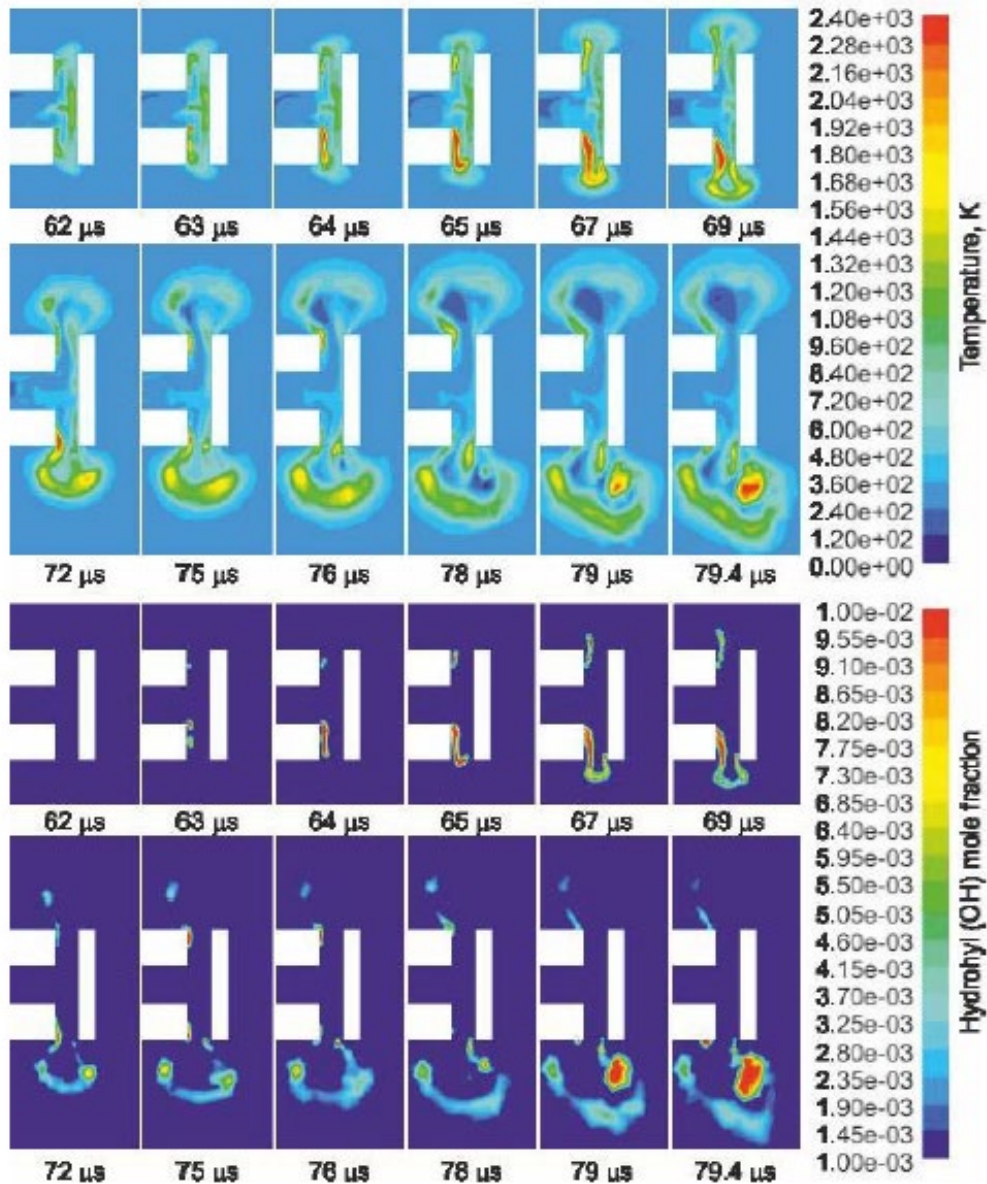 62 µs 63 µs 64 µs 65 µs 67 µs 69 µs
72 µs 75 µs 76 µs 78 µs 79 µs 79.4 µs
2.40e+03
2.28e+03
2.16e+03
2.04e+03
1.92e+03
1.80e+03
1.68e+03
1.56e+03
1.44e+03
1.32e+03
1.20e+03
1.08e+03
9.60e+02
8.40e+02
7.20e+02
6.00e+02
4.80e+02
3.60e+02
2.40e+02
1.20e+02
0.00e+00
Temperature, K
62 µs 63 µs 64 µs 65 µs 67 µs 69 µs
72 µs 75 µs 76 µs 78 µs 79 µs 79.4 µs
1.00e-02
9.55e-03
9.10e-03
8.65e-03
8.20e-03
7.75e-03
7.30e-03
6.85e-03
6.40e-03
5.95e-03
5.50e-03
5.05e-03
4.60e-03
4.15e-03
3.70e-03
3.25e-03
2.80e-03
2.35e-03
1.90e-03
1.45e-03
1.00e-03
Hydrohyl (OH) mole fraction